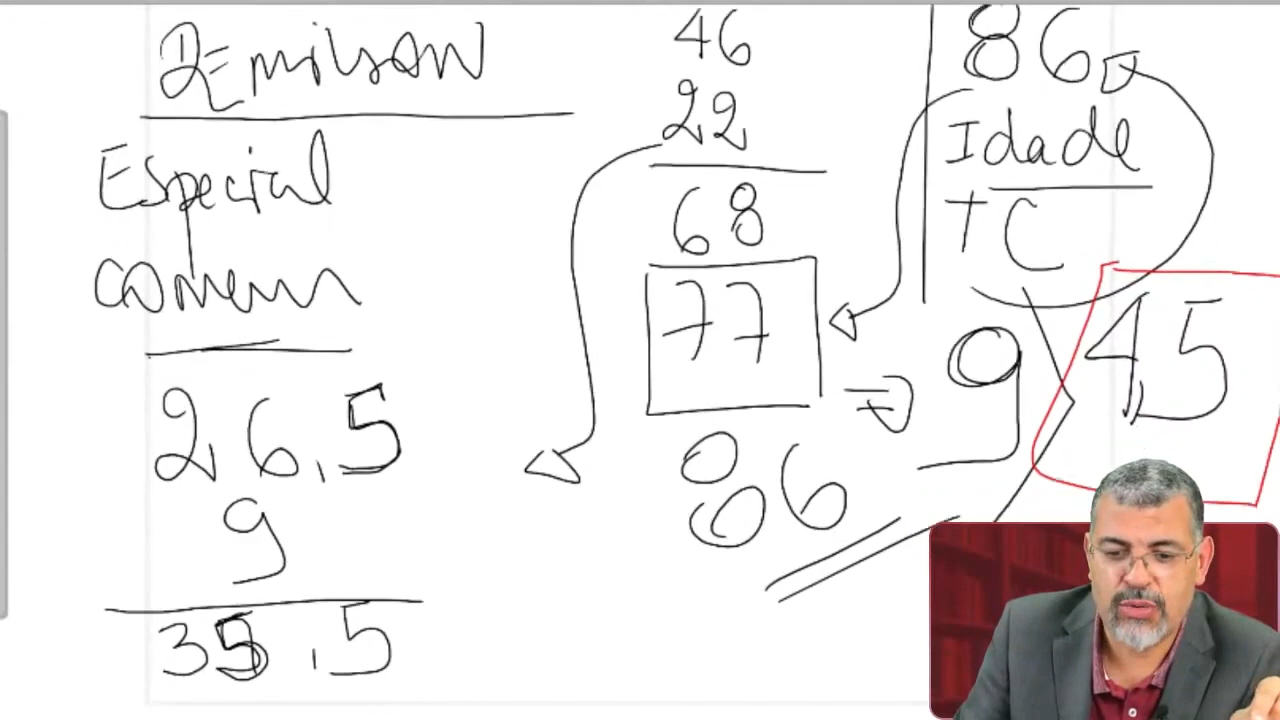 Demilson
Especial
comum
26,5
9
35,5
46
22
68
77
86
86
Idade
TC
9
4,5